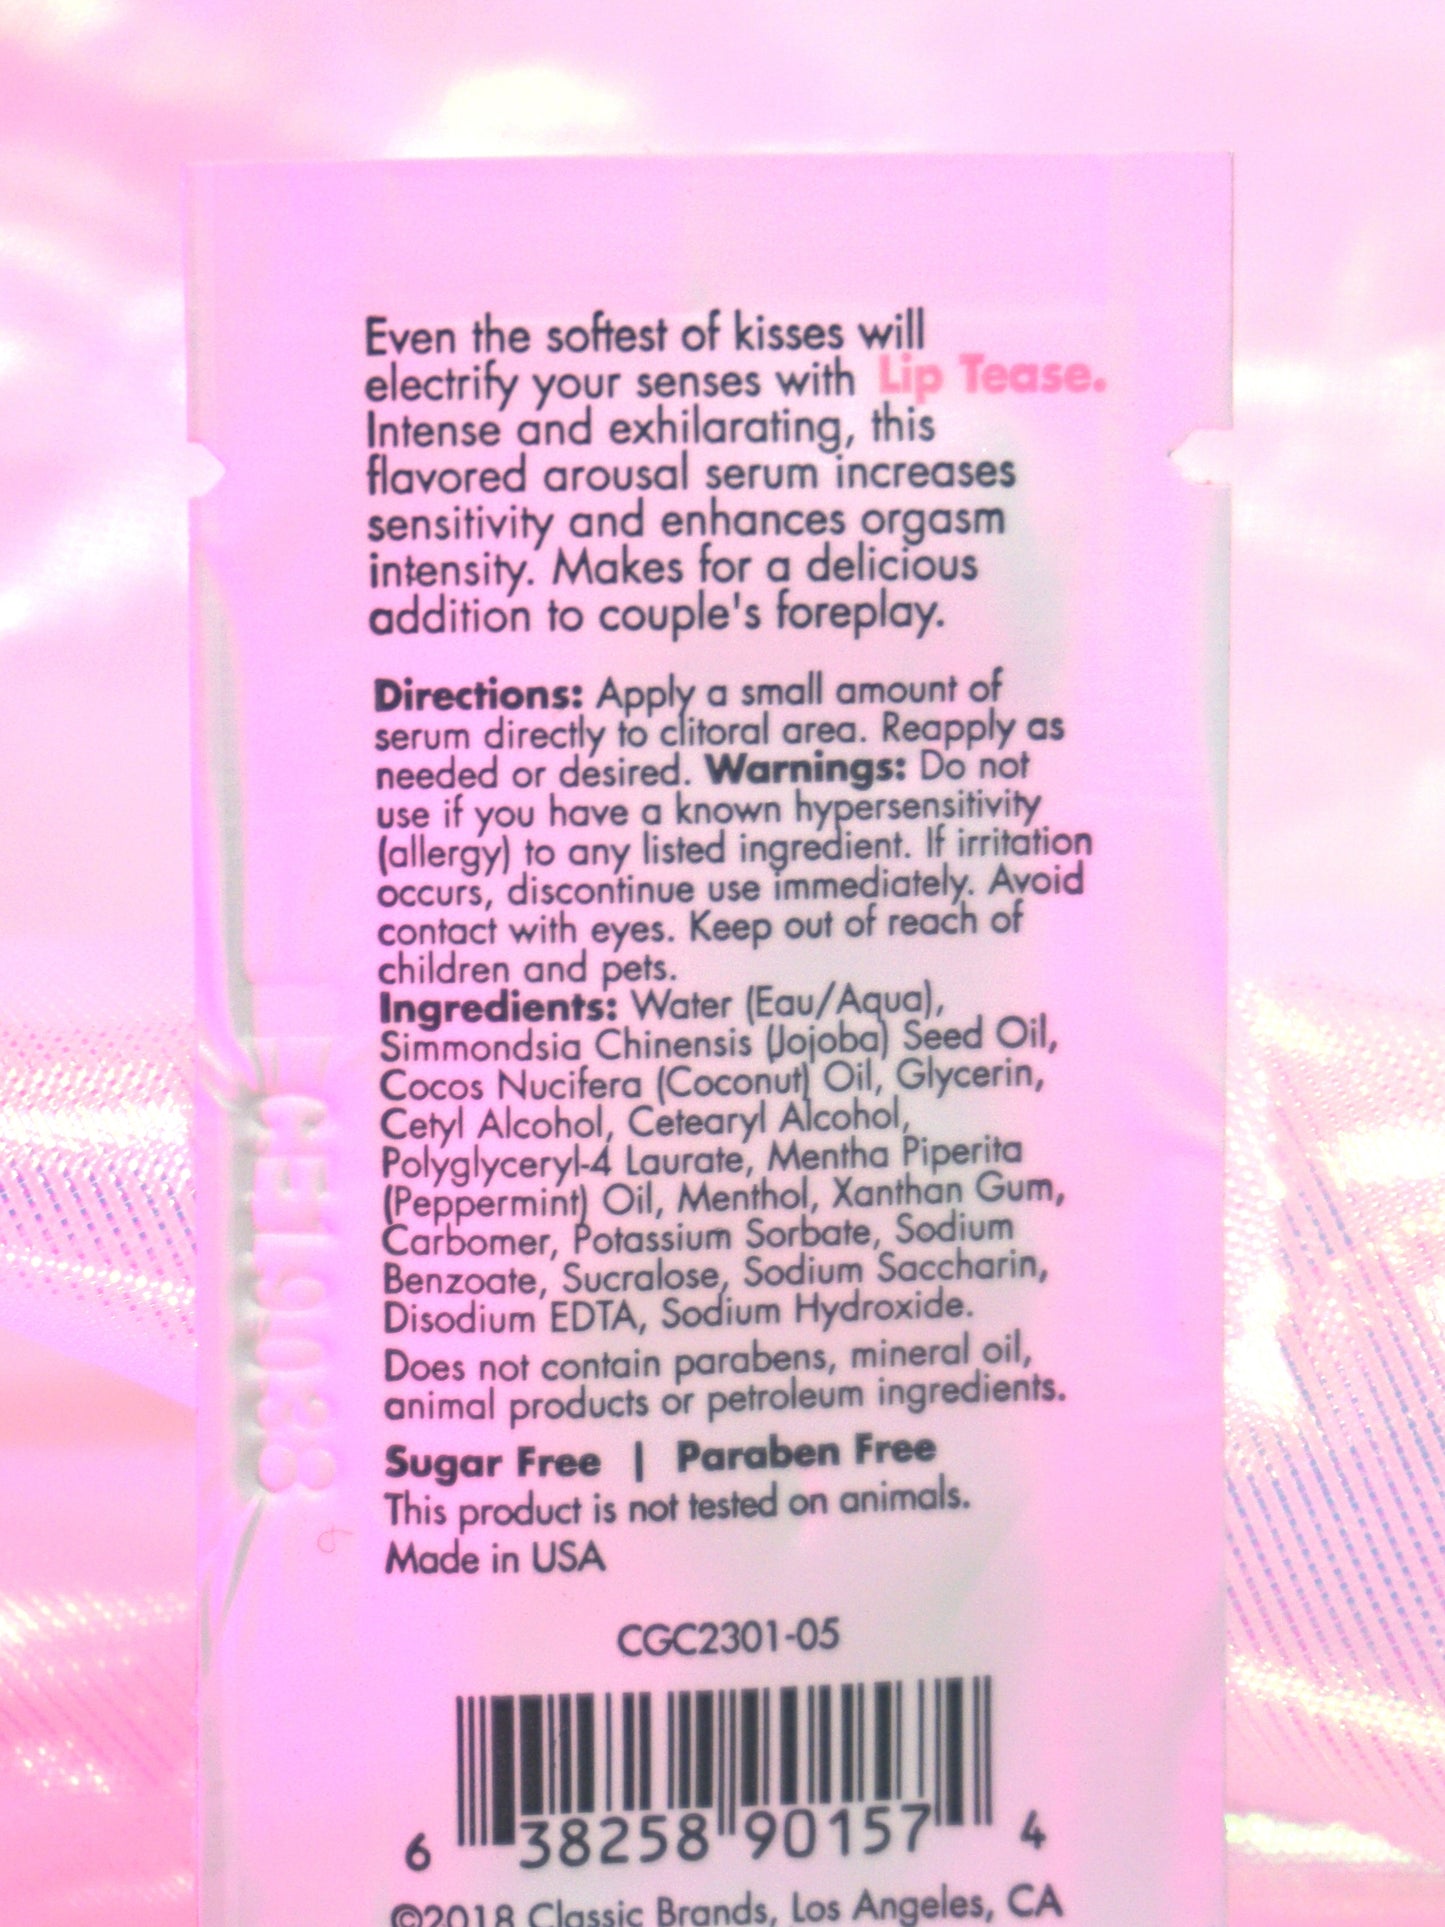 Even the softest of kisses will
electrify your senses with Lip Tease.
Intense and exhilarating, this
flavored arousal serum increases
sensitivity and enhances orgasm
intensity. Makes for a delicious
addition to couple's foreplay.
Directions: Apply a small amount of
serum directly to clitoral area. Reapply as
needed or desired. Warnings: Do not
use if you have a known hypersensitivity
(allergy) to any listed ingredient. If irritation
occurs, discontinue use immediately. Avoid
contact with eyes. Keep out of reach of
children and pets.
Ingredients: Water (Eau/Aqua),
Simmondsia Chinensis (Jojoba) Seed Oil,
Cocos Nucifera (Coconut) Oil, Glycerin,
Cetyl Alcohol, Cetearyl Alcohol,
Polyglyceryl-4 Laurate, Mentha Piperita
(Peppermint) Oil, Menthol, Xanthan Gum,
Carbomer, Potassium Sorbate, Sodium
Benzoate, Sucralose, Sodium Saccharin,
Disodium EDTA, Sodium Hydroxide.
Does not contain parabens, mineral oil,
animal products or petroleum ingredients.
Sugar Free | Paraben Free
This product is not tested on animals.
Made in USA
CGC2301-05
6 38258 90157 4
©2018 Classic Brands, Los Angeles, CA